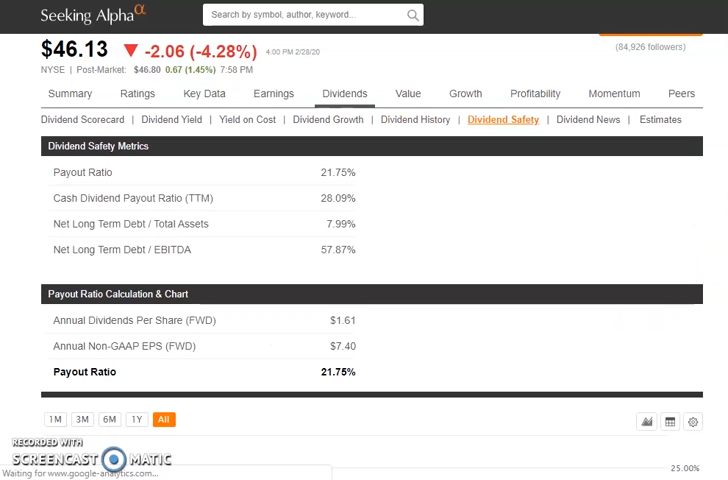 Seeking Alpha α
Search by symbol, author, keyword...
$46.13 ▼ -2.06 (-4.28%) 4:00 PM 2/28/20
(84,926 followers)
NYSE | Post-Market: $46.80 0.67 (1.45%) 7:58 PM
Summary Ratings Key Data Earnings Dividends Value Growth Profitability Momentum Peers
Dividend Scorecard | Dividend Yield | Yield on Cost | Dividend Growth | Dividend History | Dividend Safety | Dividend News | Estimates
Dividend Safety Metrics
Payout Ratio 21.75%
Cash Dividend Payout Ratio (TTM) 28.09%
Net Long Term Debt / Total Assets 7.99%
Net Long Term Debt / EBITDA 57.87%
Payout Ratio Calculation & Chart
Annual Dividends Per Share (FWD) $1.61
Annual Non-GAAP EPS (FWD) $7.40
Payout Ratio 21.75%
1M 3M 6M 1Y All
RECORDED WITH
SCREENCAST MATIC
Waiting for www.google-analytics.com...
25.00%